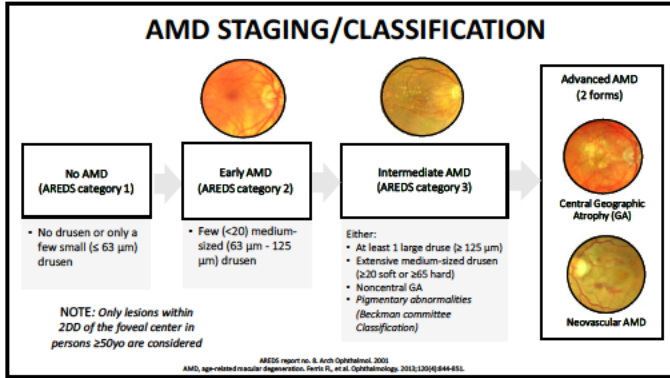 AMD STAGING/CLASSIFICATION
No AMD
(AREDS category 1)
• No drusen or only a
few small (≤ 63 µm)
drusen
Early AMD
(AREDS category 2)
• Few (<20) medium-
sized (63 µm - 125
µm) drusen
Intermediate AMD
(AREDS category 3)
Either:
• At least 1 large druse (≥ 125 µm)
• Extensive medium-sized drusen
(≥20 soft or ≥65 hard)
• Noncentral GA
• Pigmentary abnormalities
(Beckman committee
Classification)
Advanced AMD
(2 forms)
Central Geographic
Atrophy (GA)
Neovascular AMD
NOTE: Only lesions within
2DD of the foveal center in
persons ≥50yo are considered
AREDS report no. 8. Arch Ophthalmol. 2001
AMD, age-related macular degeneration. Ferris FL, et al. Ophthalmology. 2013;120(4):844-851.